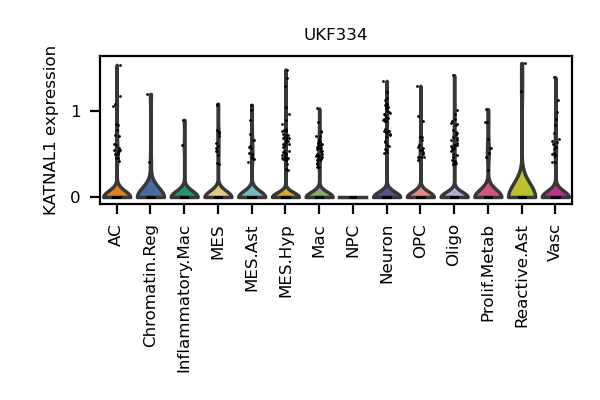 UKF334
KATNAL1 expression
1
0
AC
Chromatin.Reg
Inflammatory.Mac
MES
MES.Ast
MES.Hyp
Mac
NPC
Neuron
OPC
Oligo
Prolif.Metab
Reactive.Ast
Vasc